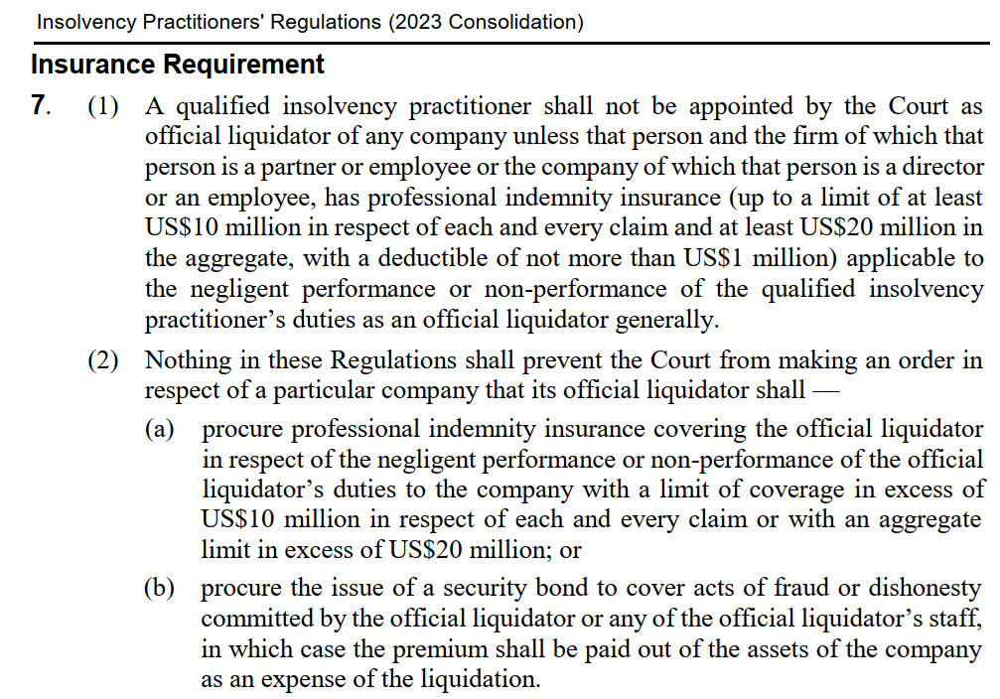 Insolvency Practitioners' Regulations (2023 Consolidation)
Insurance Requirement
7. (1) A qualified insolvency practitioner shall not be appointed by the Court as
official liquidator of any company unless that person and the firm of which that
person is a partner or employee or the company of which that person is a director
or an employee, has professional indemnity insurance (up to a limit of at least
US$10 million in respect of each and every claim and at least US$20 million in
the aggregate, with a deductible of not more than US$1 million) applicable to
the negligent performance or non-performance of the qualified insolvency
practitioner’s duties as an official liquidator generally.
(2) Nothing in these Regulations shall prevent the Court from making an order in
respect of a particular company that its official liquidator shall —
(a) procure professional indemnity insurance covering the official liquidator
in respect of the negligent performance or non-performance of the official
liquidator’s duties to the company with a limit of coverage in excess of
US$10 million in respect of each and every claim or with an aggregate
limit in excess of US$20 million; or
(b) procure the issue of a security bond to cover acts of fraud or dishonesty
committed by the official liquidator or any of the official liquidator’s staff,
in which case the premium shall be paid out of the assets of the company
as an expense of the liquidation.